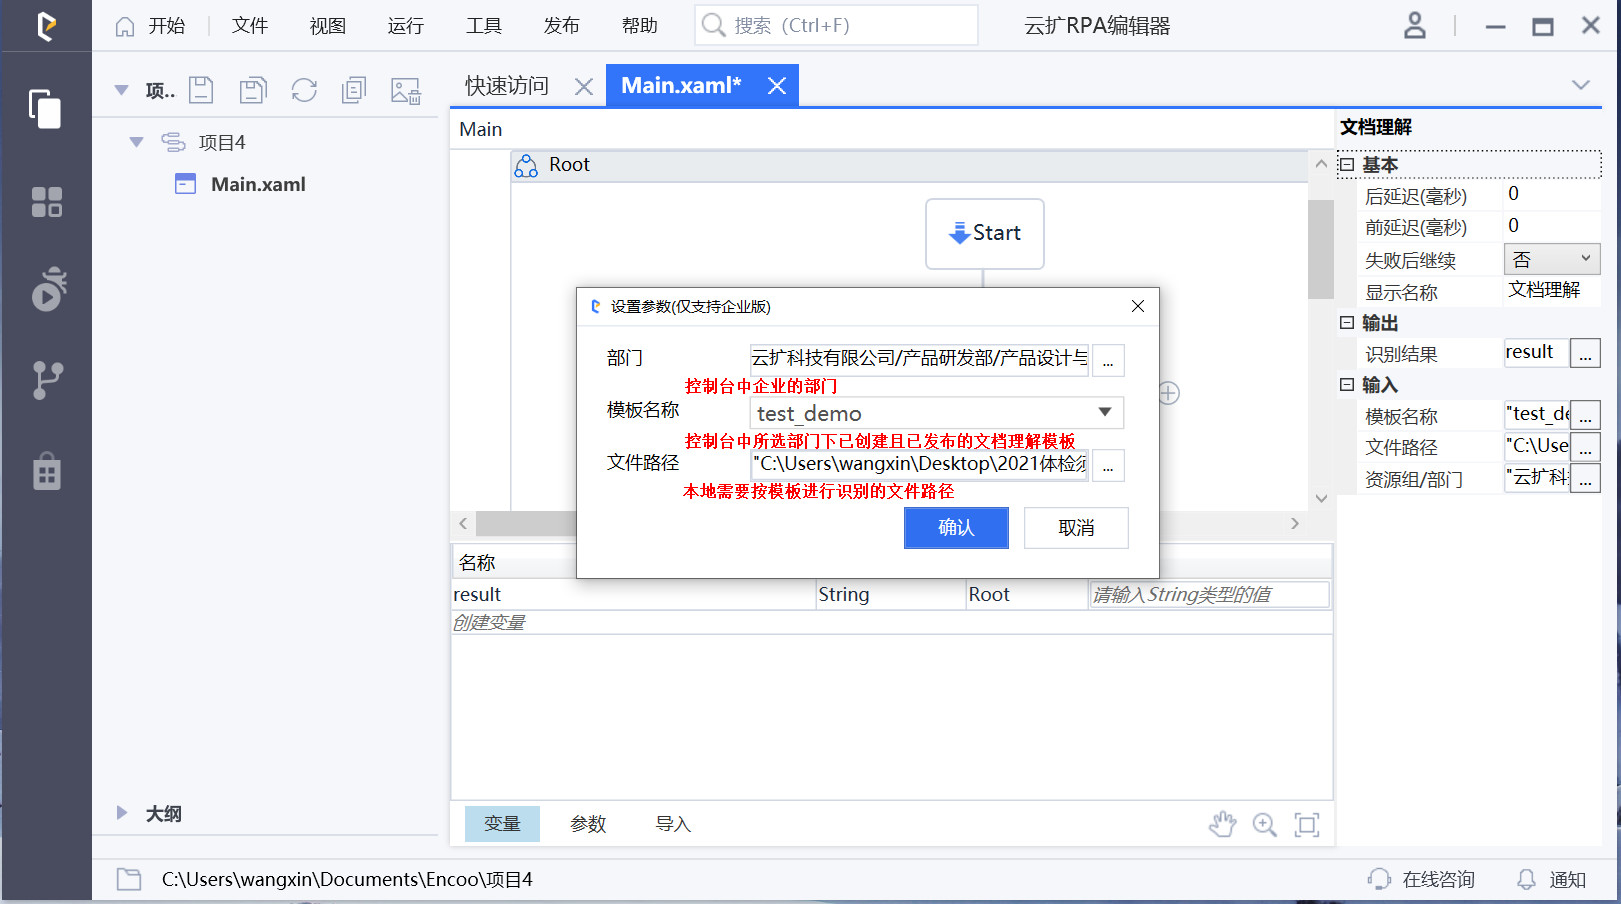 开始 文件 视图 运行 工具 发布 帮助 搜索（Ctrl+F） 云扩RPA编辑器
项..
快速访问 Main.xaml*
项目4
Main.xaml
Main
Root
Start
设置参数(仅支持企业版)
部门 云扩科技有限公司/产品研发部/产品设计与 ...
控制台中企业的部门
模板名称 test_demo
控制台中所选部门下已创建且已发布的文档理解模板
文件路径 "C:\Users\wangxin\Desktop\2021体检须 ...
本地需要按模板进行识别的文件路径
确认 取消
名称
result String Root 请输入String类型的值
创建变量
变量 参数 导入
文档理解
基本
后延迟(毫秒) 0
前延迟(毫秒) 0
失败后继续 否
显示名称 文档理解
输出
识别结果 result ...
输入
模板名称 "test_de ...
文件路径 "C:\Use ...
资源组/部门 "云扩科 ...
大纲
C:\Users\wangxin\Documents\Encoo\项目4
在线咨询 通知